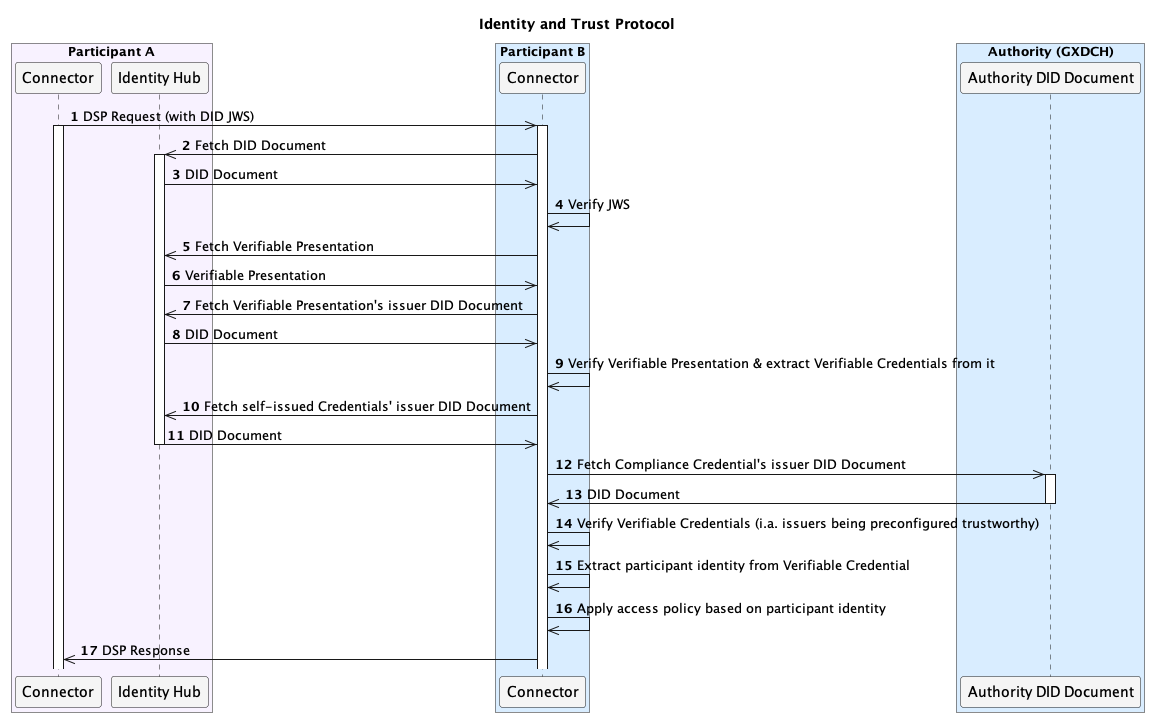 Identity and Trust Protocol
Participant A
Participant B
Authority (GXDCH)
Connector
Identity Hub
Connector
Authority DID Document
1 DSP Request (with DID JWS)
2 Fetch DID Document
3 DID Document
4 Verify JWS
5 Fetch Verifiable Presentation
6 Verifiable Presentation
7 Fetch Verifiable Presentation's issuer DID Document
8 DID Document
9 Verify Verifiable Presentation & extract Verifiable Credentials from it
10 Fetch self-issued Credentials' issuer DID Document
11 DID Document
12 Fetch Compliance Credential's issuer DID Document
13 DID Document
14 Verify Verifiable Credentials (i.a. issuers being preconfigured trustworthy)
15 Extract participant identity from Verifiable Credential
16 Apply access policy based on participant identity
17 DSP Response
Connector
Identity Hub
Connector
Authority DID Document